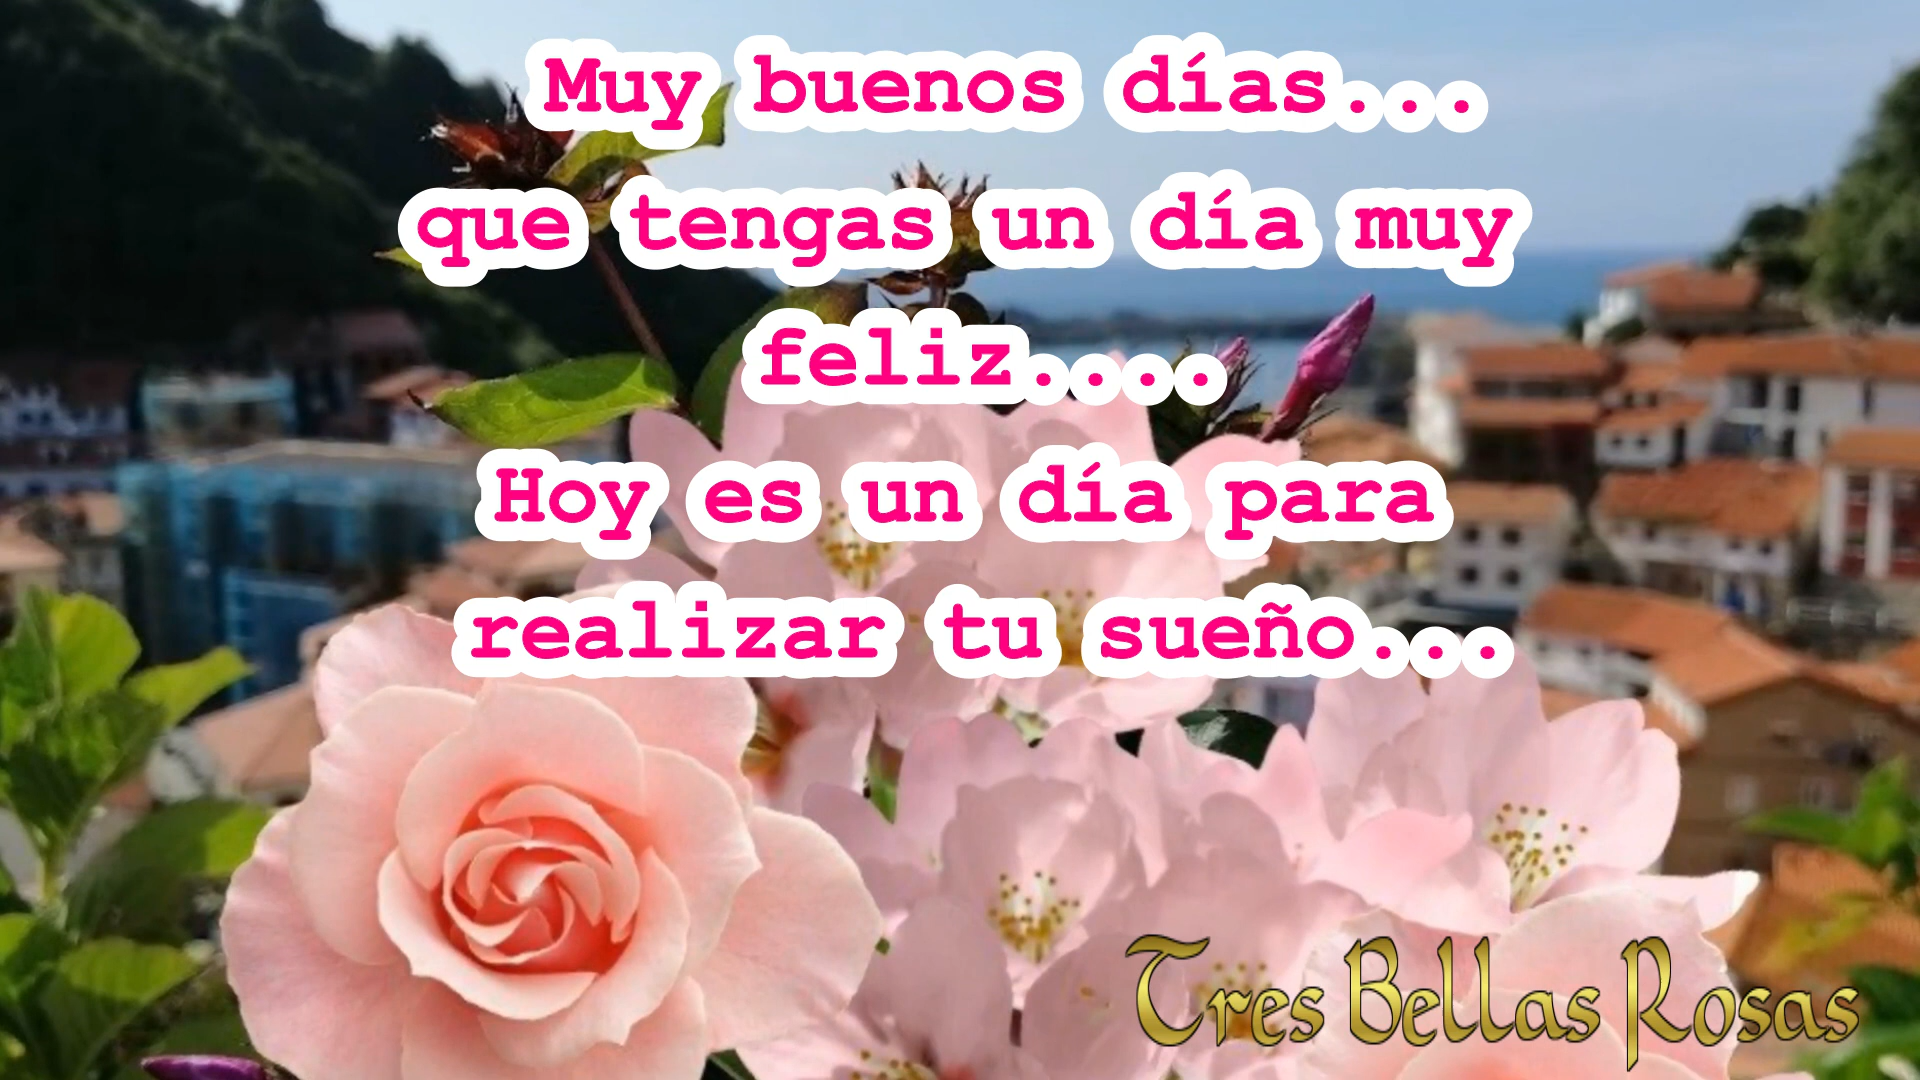 Muy buenos días...
que tengas un día muy
feliz....
Hoy es un día para
realizar tu sueño...
Tres Bellas Rosas